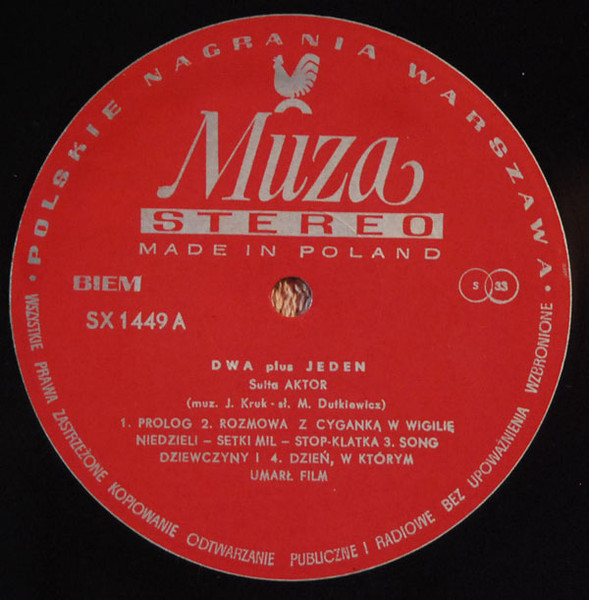 · POLSKIE NAGRANIA WARSZAWA ·
Muza
STEREO
MADE IN POLAND
BIEM
S 33
SX 1449 A
DWA plus JEDEN
Suita AKTOR
(muz. J. Kruk – sł. M. Dutkiewicz)
1. PROLOG 2. ROZMOWA Z CYGANKĄ W WIGILIĘ
NIEDZIELI – SETKI MIL – STOP-KLATKA 3. SONG
DZIEWCZYNY I 4. DZIEŃ, W KTÓRYM
UMARŁ FILM
WSZYSTKIE PRAWA ZASTRZEŻONE KOPIOWANIE ODTWARZANIE PUBLICZNE I RADIOWE BEZ UPOWAŻNIENIA WZBRONIONE